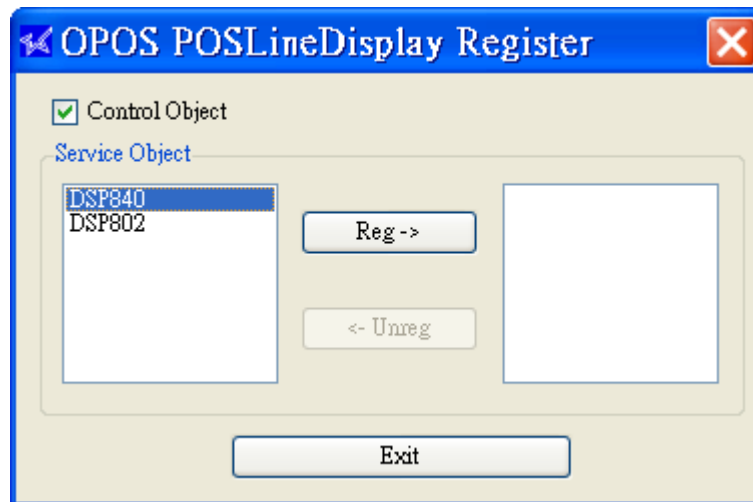 OPOS POSLineDisplay Register
Control Object
Service Object
DSP840
DSP802
Reg ->
<- Unreg
Exit